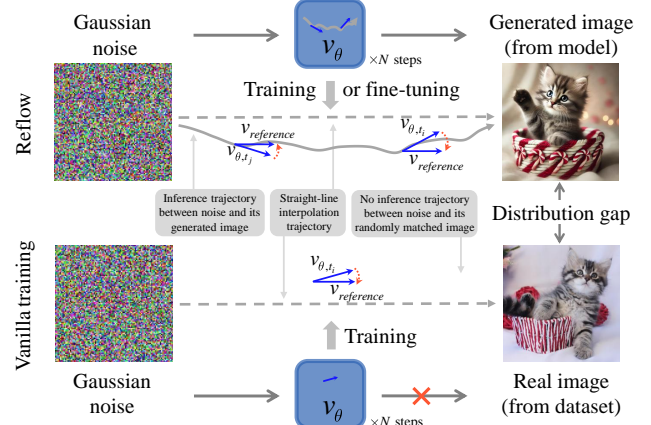 Gaussian
noise
v_θ
×N steps
Generated image
(from model)
Training or fine-tuning
Reflow
v_reference
v_θ,t_j
v_θ,t_i
v_reference
Inference trajectory
between noise and its
generated image
Straight-line
interpolation
trajectory
No inference trajectory
between noise and its
randomly matched image
Distribution gap
Vanilla training
v_θ,t_i
v_reference
Training
Gaussian
noise
v_θ
×N steps
Real image
(from dataset)